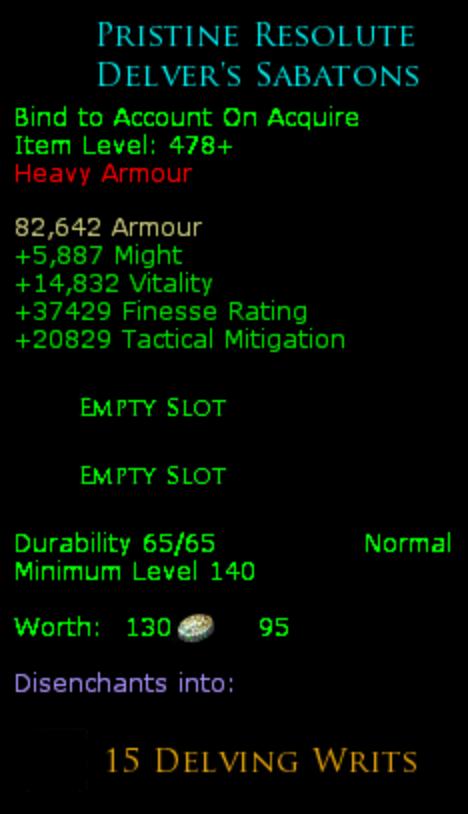 Pristine Resolute
Delver's Sabatons
Bind to Account On Acquire
Item Level: 478+
Heavy Armour
82,642 Armour
+5,887 Might
+14,832 Vitality
+37429 Finesse Rating
+20829 Tactical Mitigation
Empty Slot
Empty Slot
Durability 65/65 Normal
Minimum Level 140
Worth: 130 95
Disenchants into:
15 Delving Writs